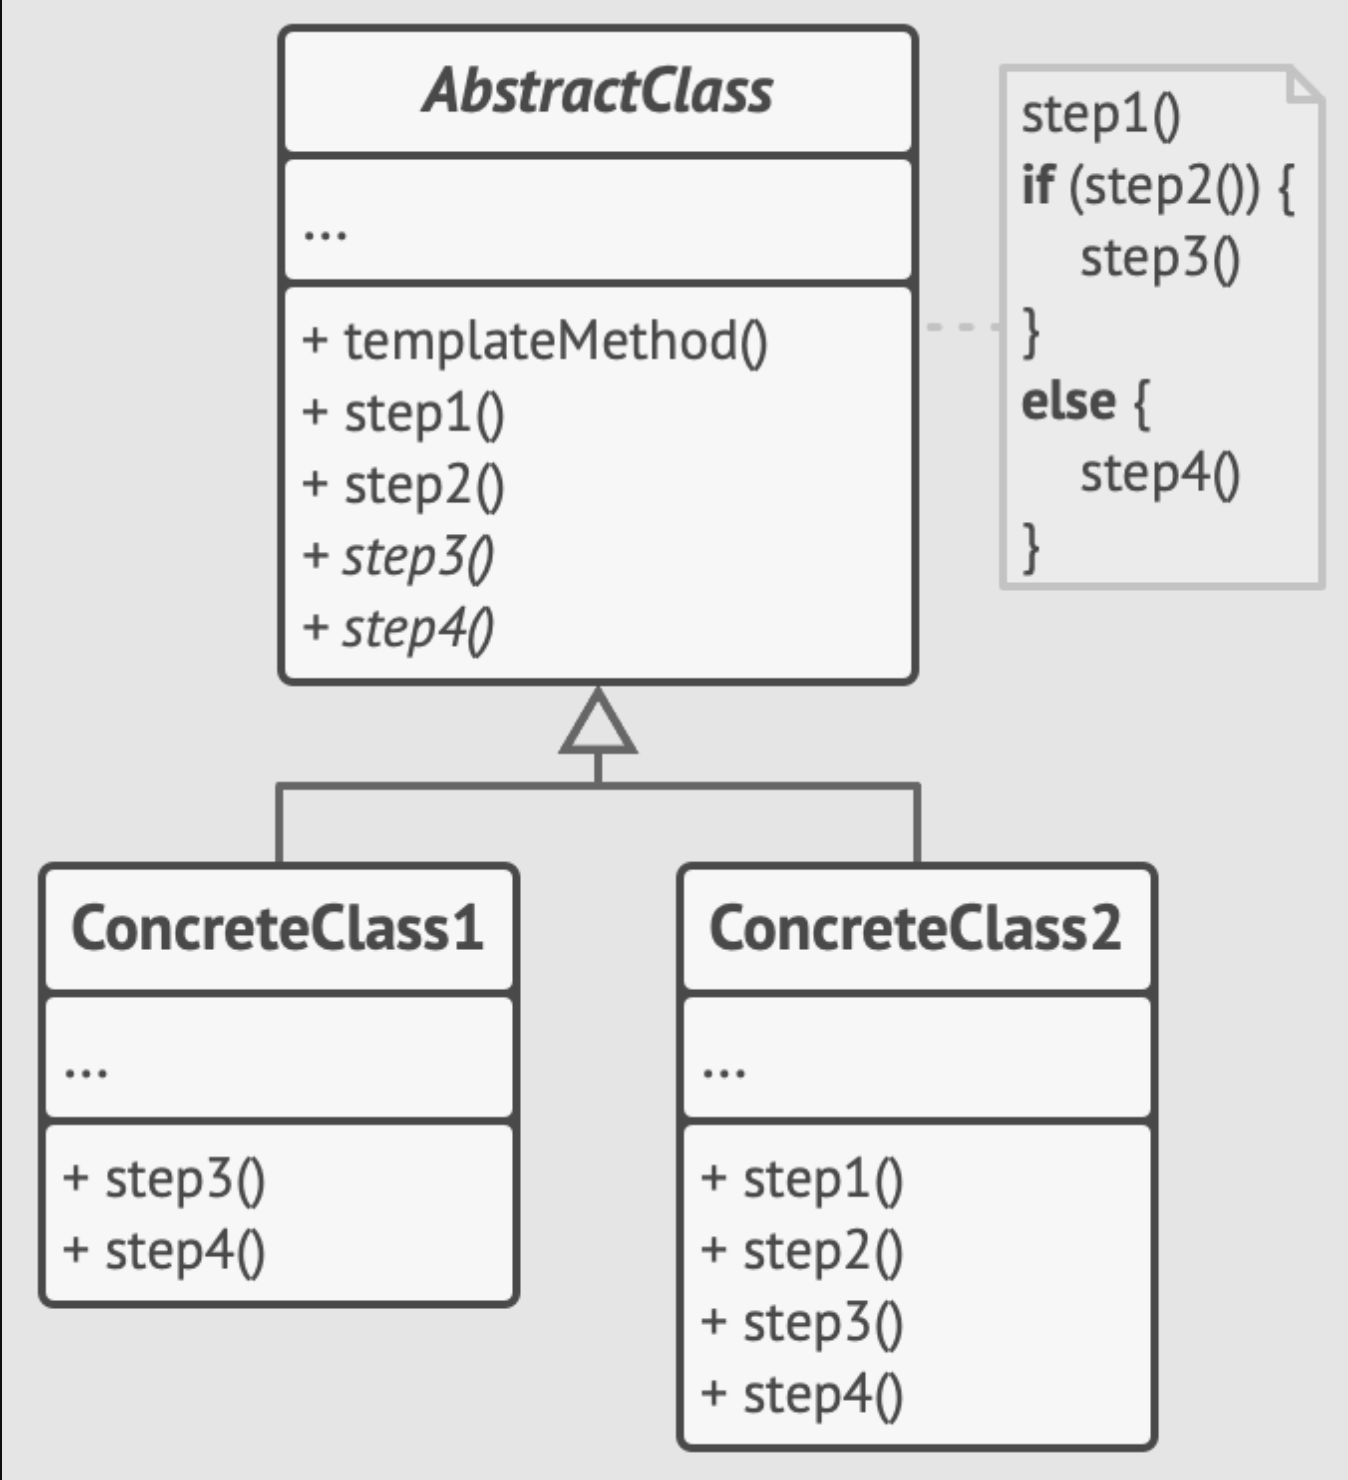 AbstractClass
...
+ templateMethod()
+ step1()
+ step2()
+ step3()
+ step4()
step1()
if (step2()) {
step3()
}
else {
step4()
}
ConcreteClass1
...
+ step3()
+ step4()
ConcreteClass2
...
+ step1()
+ step2()
+ step3()
+ step4()